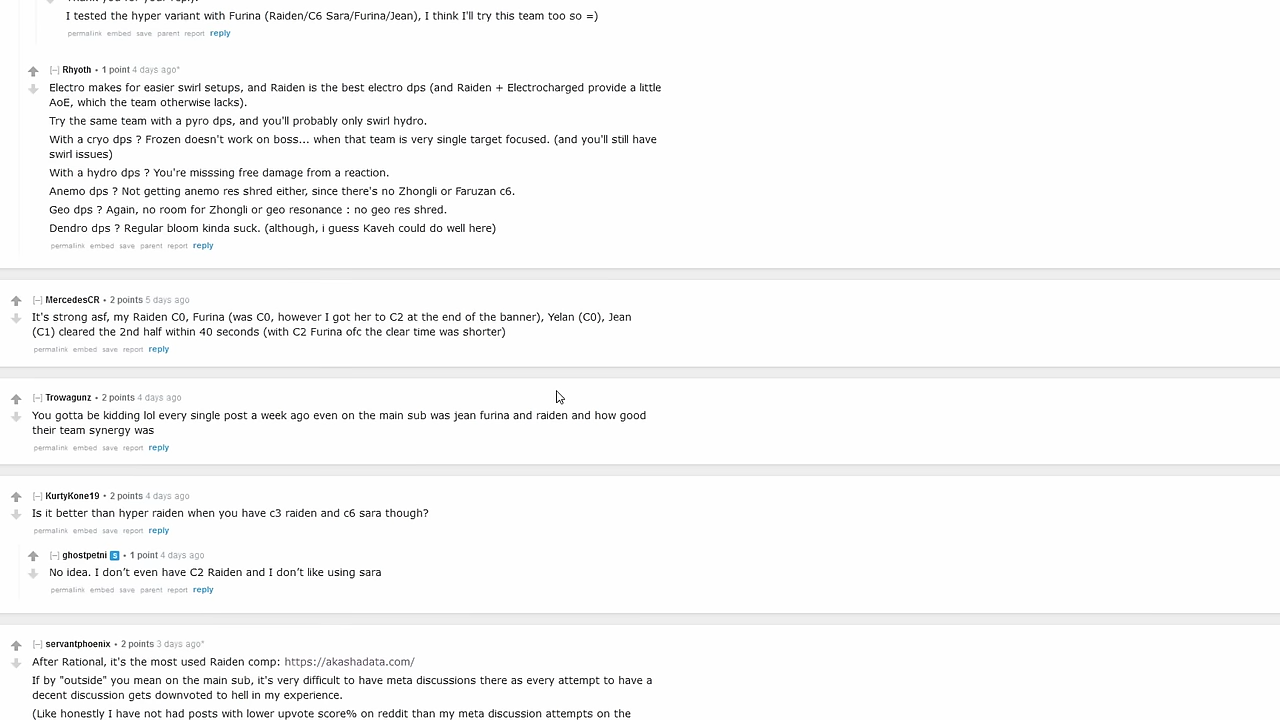 I tested the hyper variant with Furina (Raiden/C6 Sara/Furina/Jean), I think I'll try this team too so =)
permalink embed save parent report reply
[–] Rhyoth • 1 point 4 days ago*
Electro makes for easier swirl setups, and Raiden is the best electro dps (and Raiden + Electrocharged provide a little
AoE, which the team otherwise lacks).
Try the same team with a pyro dps, and you'll probably only swirl hydro.
With a cryo dps ? Frozen doesn't work on boss... when that team is very single target focused. (and you'll still have
swirl issues)
With a hydro dps ? You're misssing free damage from a reaction.
Anemo dps ? Not getting anemo res shred either, since there's no Zhongli or Faruzan c6.
Geo dps ? Again, no room for Zhongli or geo resonance : no geo res shred.
Dendro dps ? Regular bloom kinda suck. (although, i guess Kaveh could do well here)
permalink embed save parent report reply
[–] MercedesCR • 2 points 5 days ago
It's strong asf, my Raiden C0, Furina (was C0, however I got her to C2 at the end of the banner), Yelan (C0), Jean
(C1) cleared the 2nd half within 40 seconds (with C2 Furina ofc the clear time was shorter)
permalink embed save report reply
[–] Trowagunz • 2 points 4 days ago
You gotta be kidding lol every single post a week ago even on the main sub was jean furina and raiden and how good
their team synergy was
permalink embed save report reply
[–] KurtyKone19 • 2 points 4 days ago
Is it better than hyper raiden when you have c3 raiden and c6 sara though?
permalink embed save report reply
[–] ghostpetni S • 1 point 4 days ago
No idea. I don’t even have C2 Raiden and I don’t like using sara
permalink embed save parent report reply
[–] servantphoenix • 2 points 3 days ago*
After Rational, it's the most used Raiden comp: https://akashadata.com/
If by "outside" you mean on the main sub, it's very difficult to have meta discussions there as every attempt to have a
decent discussion gets downvoted to hell in my experience.
(Like honestly I have not had posts with lower upvote score% on reddit than my meta discussion attempts on the